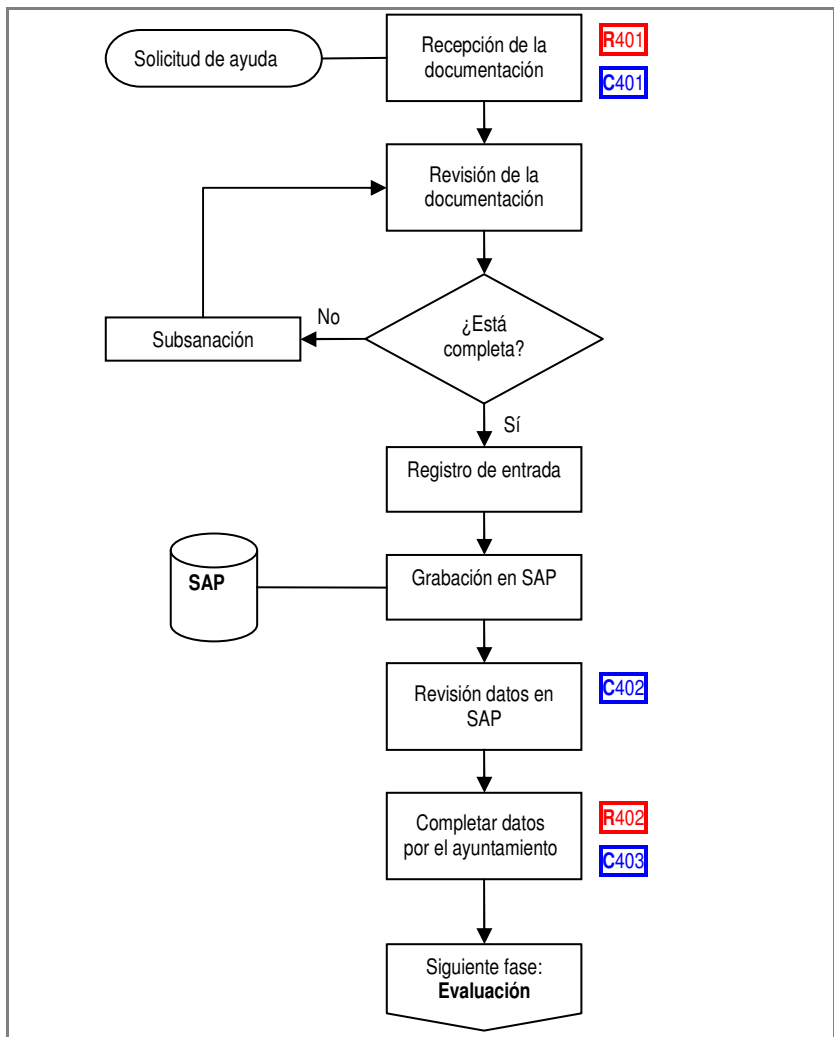 Solicitud de ayuda
Recepción de la
documentación
R401
C401
Revisión de la
documentación
¿Está
completa?
No
Subsanación
Sí
Registro de entrada
SAP
Grabación en SAP
Revisión datos en
SAP
C402
Completar datos
por el ayuntamiento
R402
C403
Siguiente fase:
Evaluación